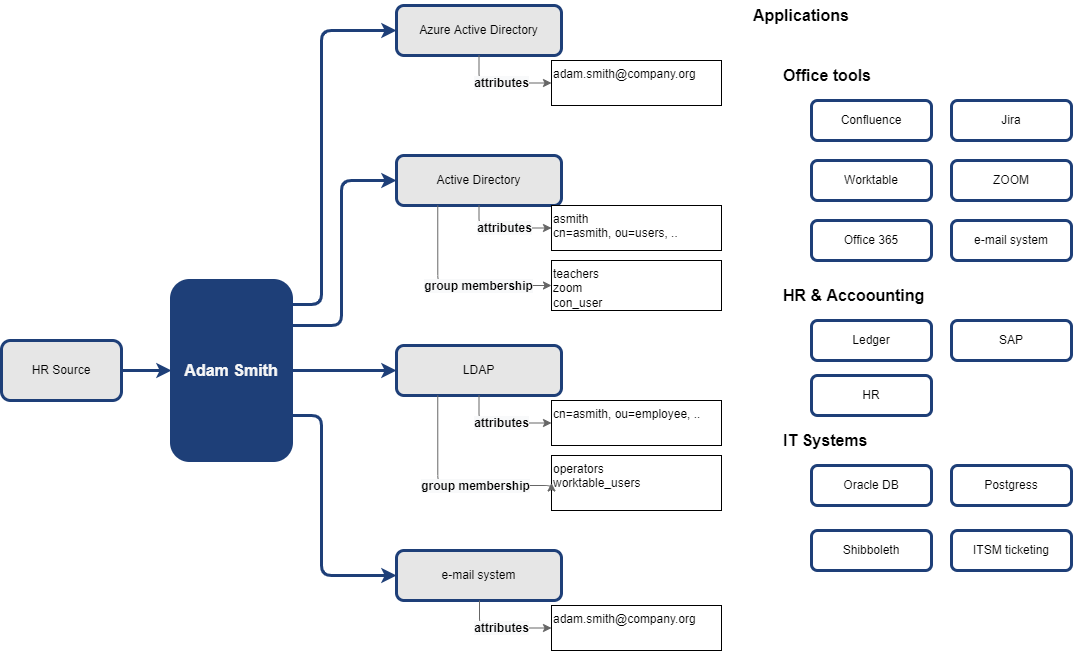 HR Source
Adam Smith
Azure Active Directory
attributes
adam.smith@company.org
Active Directory
attributes
asmith
cn=asmith, ou=users, ..
group membership
teachers
zoom
con_user
LDAP
attributes
cn=asmith, ou=employee, ..
group membership
operators
worktable_users
e-mail system
attributes
adam.smith@company.org
Applications
Office tools
Confluence
Jira
Worktable
ZOOM
Office 365
e-mail system
HR & Accoounting
Ledger
SAP
HR
IT Systems
Oracle DB
Postgress
Shibboleth
ITSM ticketing